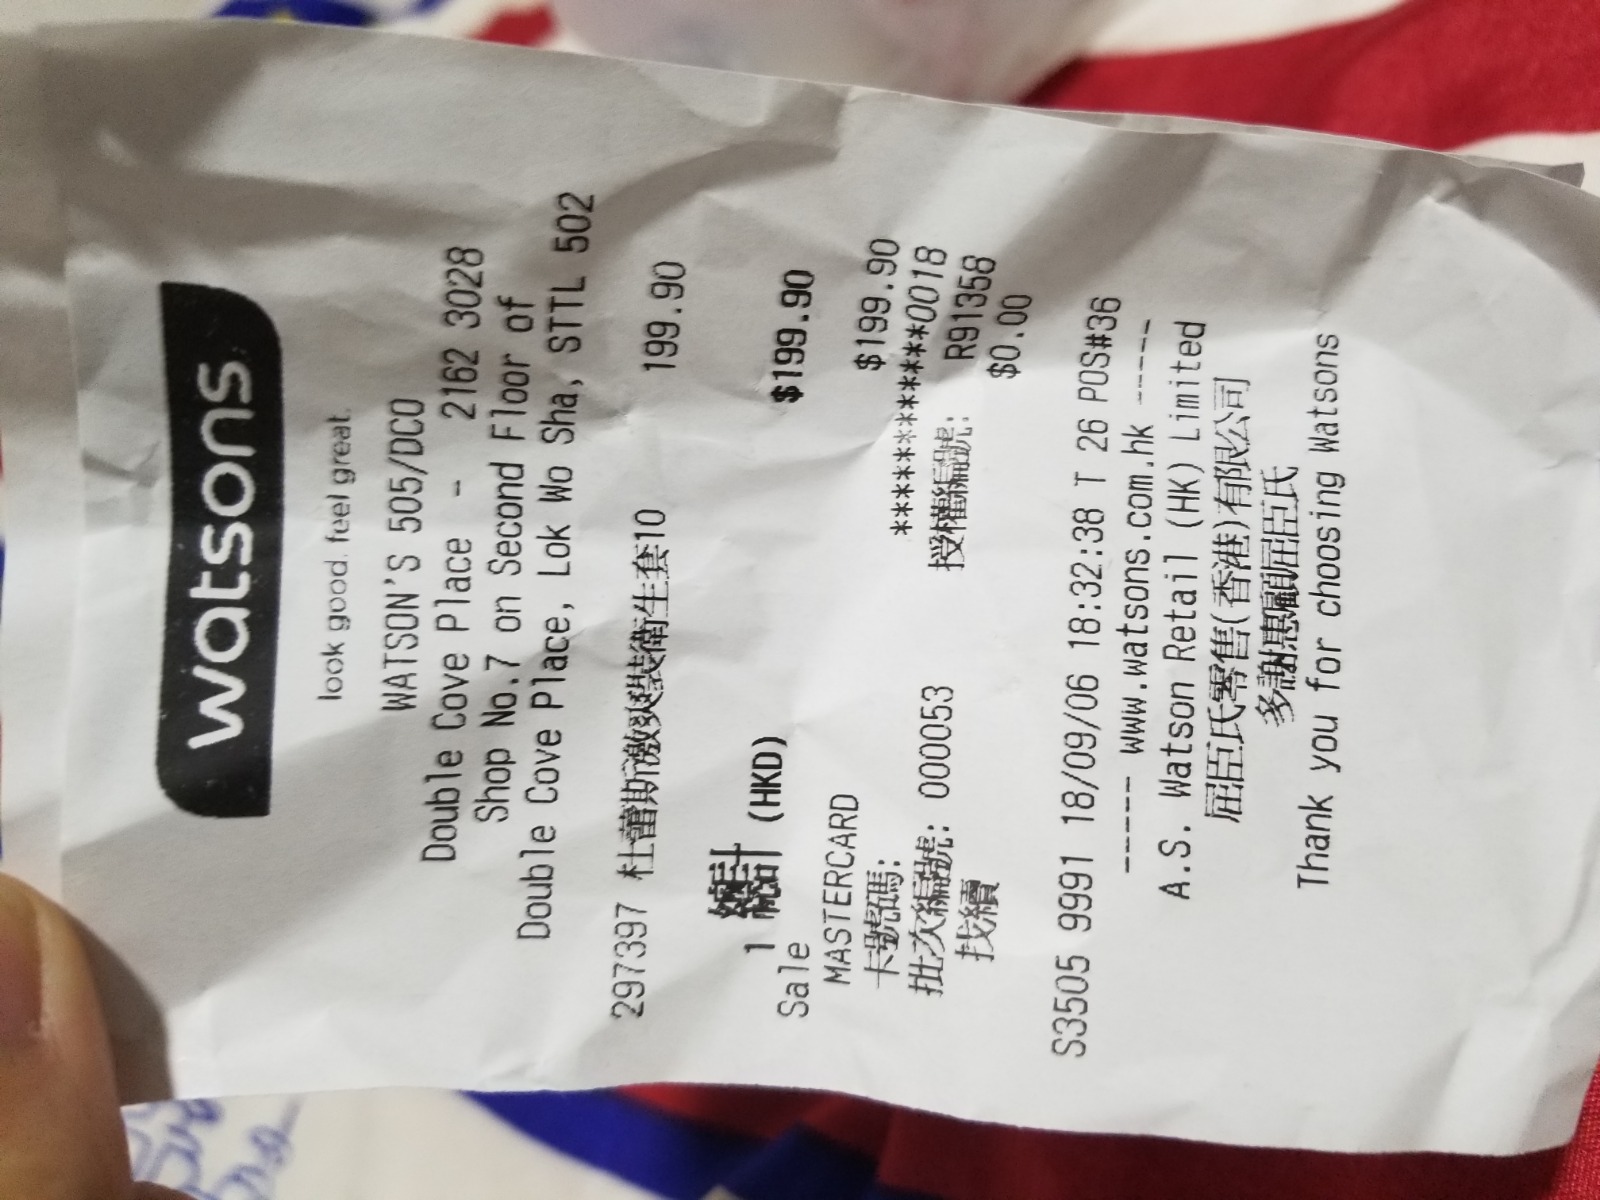 watsons
look good. feel great.
WATSON'S 505/DCO
Double Cove Place - 2162 3028
Shop No.7 on Second Floor of
Double Cove Place, Lok Wo Sha, STTL 502
297397 杜蕾斯激爽裝衛生套10 199.90
1 總計 (HKD) $199.90
Sale
MASTERCARD $199.90
卡號碼: ************0018
批次編號: 000053 授權編號: R91358
找續 $0.00
S3505 9991 18/09/06 18:32:38 T 26 POS#36
----- www.watsons.com.hk -----
A.S. Watson Retail (HK) Limited
屈臣氏零售(香港)有限公司
多謝惠顧屈臣氏
Thank you for choosing Watsons